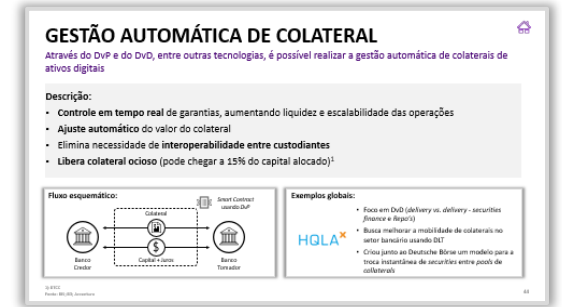 GESTÃO AUTOMÁTICA DE COLATERAL
Através do DvP e do DvD, entre outras tecnologias, é possível realizar a gestão automática de colaterais de
ativos digitais
Descrição:
• Controle em tempo real de garantias, aumentando liquidez e escalabilidade das operações
• Ajuste automático do valor do colateral
• Elimina necessidade de interoperabilidade entre custodiantes
• Libera colateral ocioso (pode chegar a 15% do capital alocado)¹
Fluxo esquemático:
Smart Contract
usando DvP
Colateral
$
Capital + Juros
Banco
Credor
Banco
Tomador
Exemplos globais:
HQLAx
• Foco em DvD (delivery vs. delivery - securities
finance e Repo's)
• Busca melhorar a mobilidade de colaterais no
setor bancário usando DLT
• Criou junto ao Deutsche Börse um modelo para a
troca instantânea de securities entre pools de
collaterals